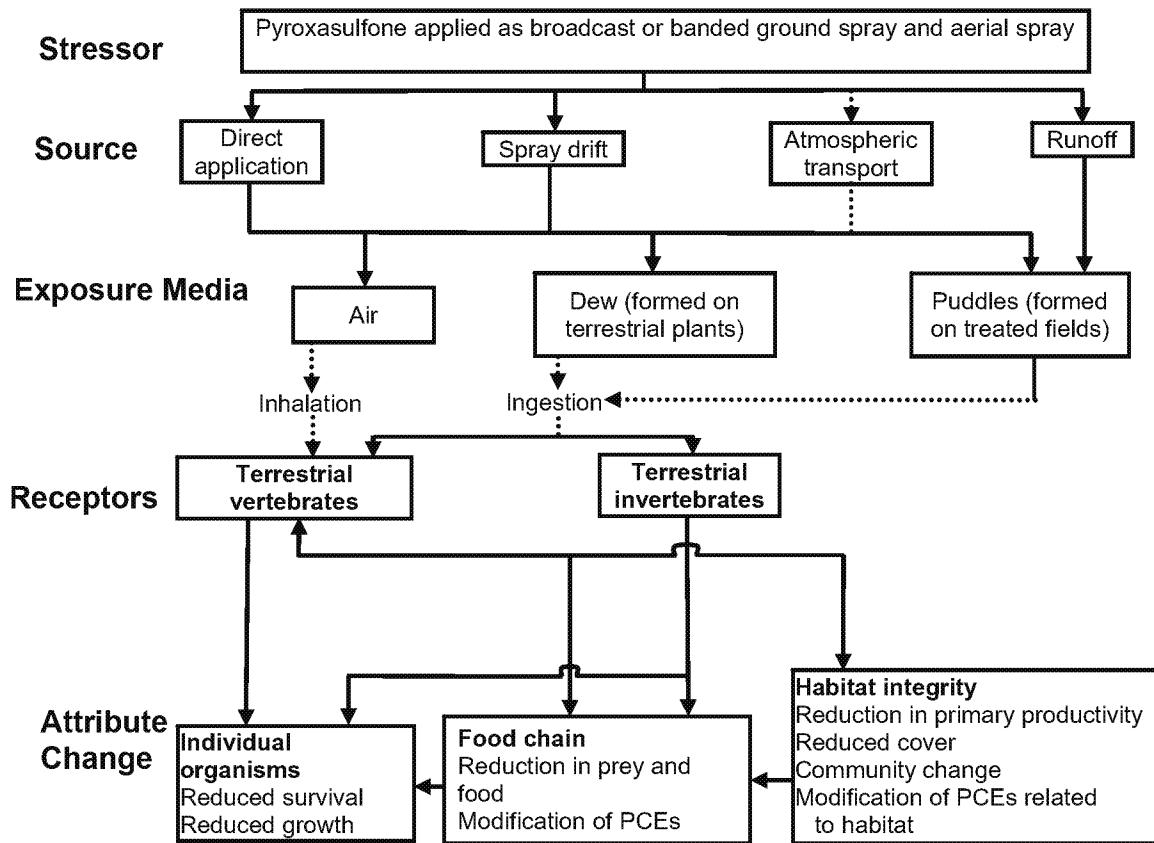 Stressor
Pyroxasulfone applied as broadcast or banded ground spray and aerial spray
Source
Direct
application
Spray drift
Atmospheric
transport
Runoff
Exposure Media
Air
Dew (formed on
terrestrial plants)
Puddles (formed
on treated fields)
Inhalation
Ingestion
Receptors
Terrestrial
vertebrates
Terrestrial
invertebrates
Attribute
Change
Individual
organisms
Reduced survival
Reduced growth
Food chain
Reduction in prey and
food
Modification of PCEs
Habitat integrity
Reduction in primary productivity
Reduced cover
Community change
Modification of PCEs related
to habitat